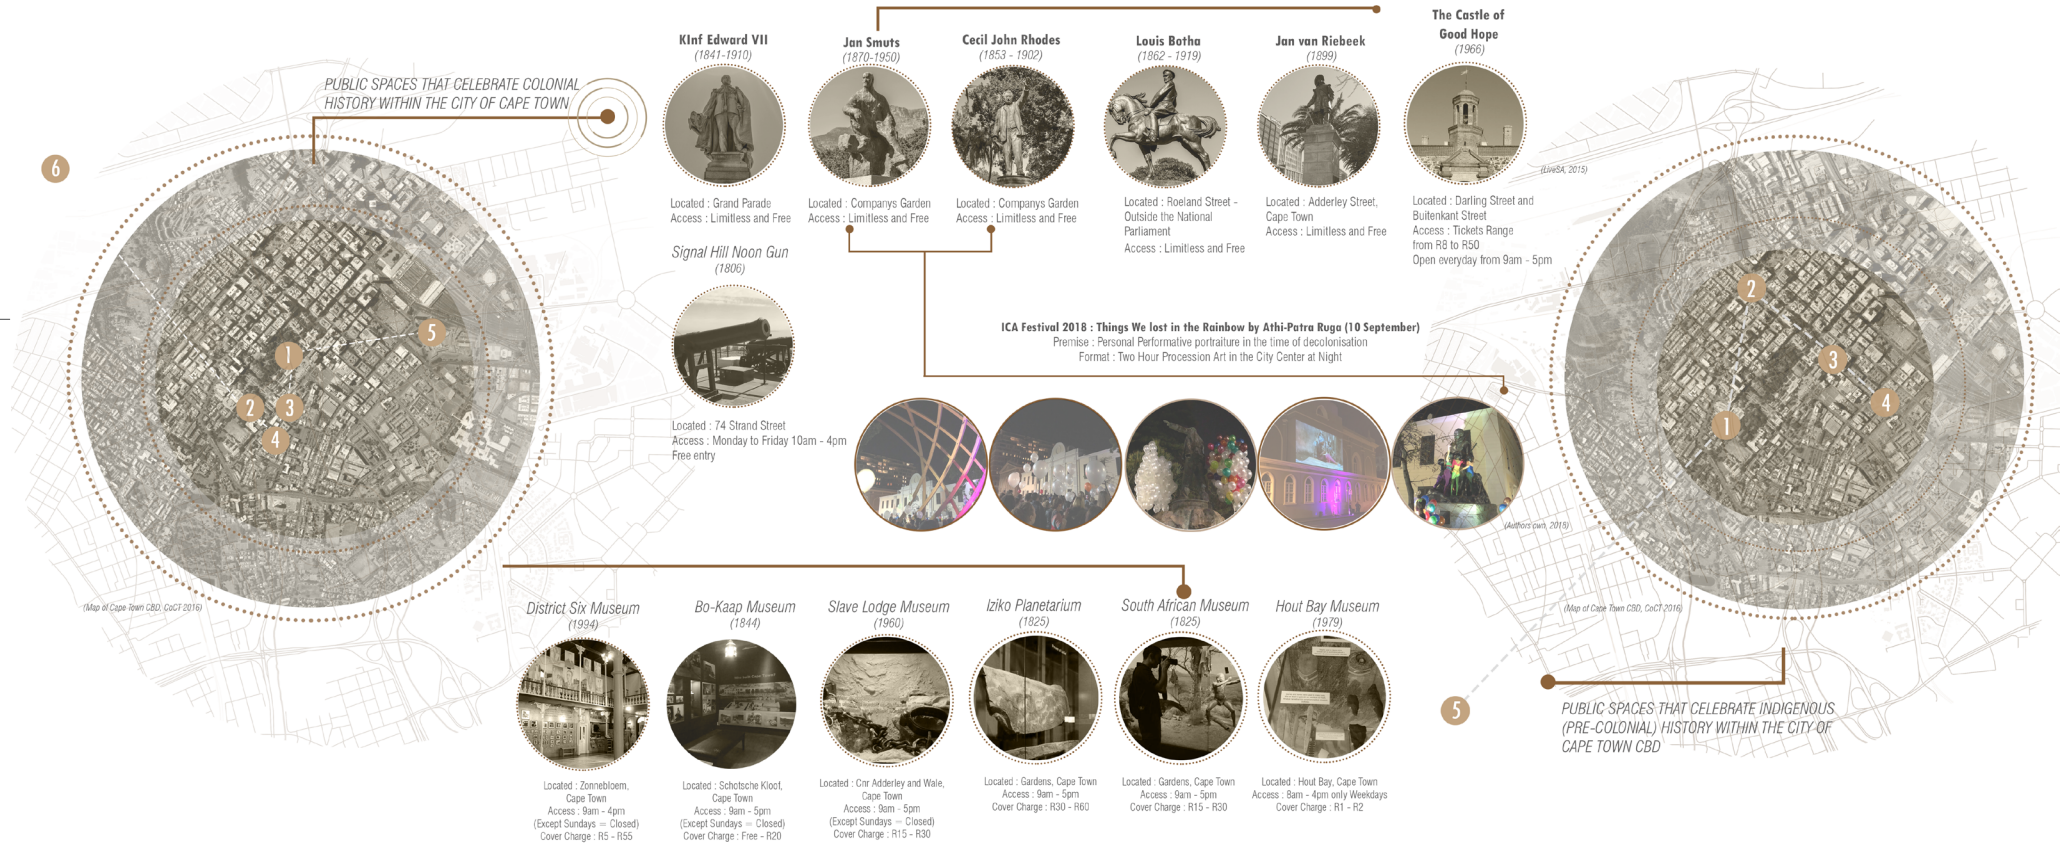 PUBLIC SPACES THAT CELEBRATE COLONIAL
HISTORY WITHIN THE CITY OF CAPE TOWN
6
5
1
2
3
4
(Map of Cape Town CBD, CoCT 2016)
KInf Edward VII
(1841-1910)
Located : Grand Parade
Access : Limitless and Free
Jan Smuts
(1870-1950)
Located : Companys Garden
Access : Limitless and Free
Cecil John Rhodes
(1853 - 1902)
Located : Companys Garden
Access : Limitless and Free
Louis Botha
(1862 - 1919)
Located : Roeland Street -
Outside the National
Parliament
Access : Limitless and Free
Jan van Riebeek
(1899)
Located : Adderley Street,
Cape Town
Access : Limitless and Free
The Castle of
Good Hope
(1966)
(LiveSA, 2015)
Located : Darling Street and
Buitenkant Street
Access : Tickets Range
from R8 to R50
Open everyday from 9am - 5pm
Signal Hill Noon Gun
(1806)
Located : 74 Strand Street
Access : Monday to Friday 10am - 4pm
Free entry
ICA Festival 2018 : Things We lost in the Rainbow by Athi-Patra Ruga (10 September)
Premise : Personal Performative portraiture in the time of decolonisation
Format : Two Hour Procession Art in the City Center at Night
(Authors own, 2018)
District Six Museum
(1994)
Located : Zonnebloem,
Cape Town
Access : 9am - 4pm
(Except Sundays = Closed)
Cover Charge : R5 - R55
Bo-Kaap Museum
(1844)
Located : Schotsche Kloof,
Cape Town
Access : 9am - 5pm
(Except Sundays = Closed)
Cover Charge : Free - R20
Slave Lodge Museum
(1960)
Located : Cnr Adderley and Wale,
Cape Town
Access : 9am - 5pm
(Except Sundays = Closed)
Cover Charge : R15 - R30
Iziko Planetarium
(1825)
Located : Gardens, Cape Town
Access : 9am - 5pm
Cover Charge : R30 - R60
South African Museum
(1825)
Located : Gardens, Cape Town
Access : 9am - 5pm
Cover Charge : R15 - R30
Hout Bay Museum
(1979)
Located : Hout Bay, Cape Town
Access : 8am - 4pm only Weekdays
Cover Charge : R1 - R2
2
3
4
1
(Map of Cape Town CBD, CoCT 2016)
5
PUBLIC SPACES THAT CELEBRATE INDIGENOUS
(PRE-COLONIAL) HISTORY WITHIN THE CITY OF
CAPE TOWN CBD